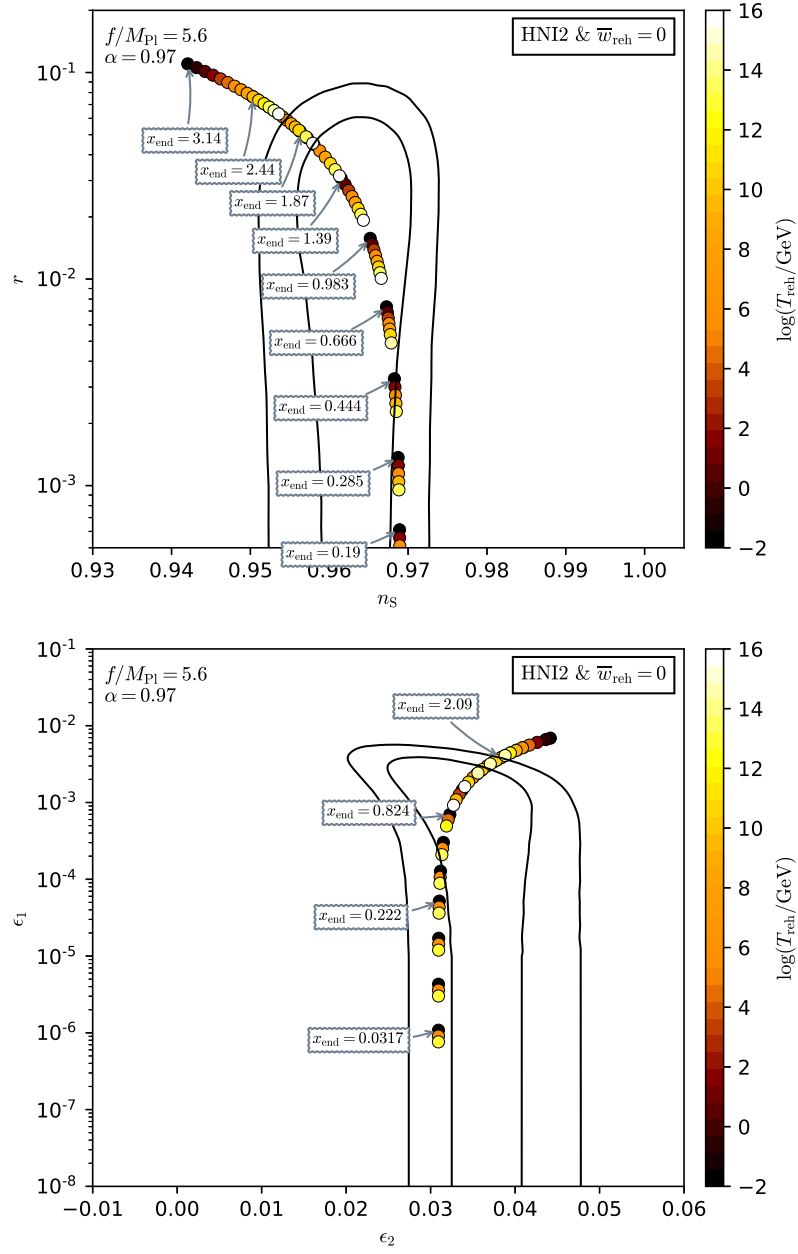 f/M_Pl = 5.6
α = 0.97
HNI2 & w̅_reh = 0
x_end = 3.14
x_end = 2.44
x_end = 1.87
x_end = 1.39
x_end = 0.983
x_end = 0.666
x_end = 0.444
x_end = 0.285
x_end = 0.19
10⁻¹
10⁻²
10⁻³
r
0.93 0.94 0.95 0.96 0.97 0.98 0.99 1.00
n_S
16
14
12
10
8
6
4
2
0
−2
log(T_reh/GeV)
f/M_Pl = 5.6
α = 0.97
HNI2 & w̅_reh = 0
x_end = 2.09
x_end = 0.824
x_end = 0.222
x_end = 0.0317
10⁻¹
10⁻²
10⁻³
10⁻⁴
10⁻⁵
10⁻⁶
10⁻⁷
10⁻⁸
ϵ₁
−0.01 0.00 0.01 0.02 0.03 0.04 0.05 0.06
ϵ₂
16
14
12
10
8
6
4
2
0
−2
log(T_reh/GeV)